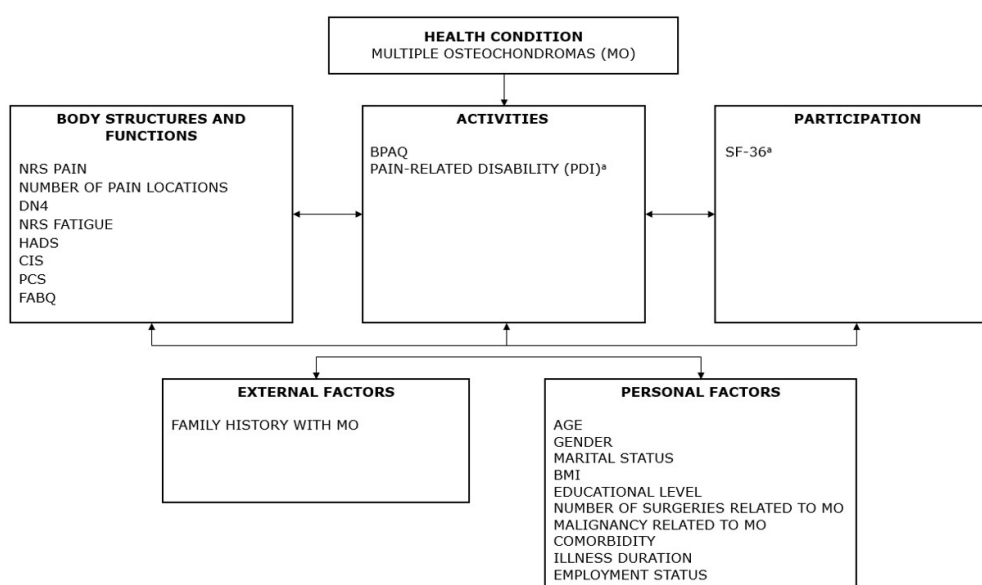 HEALTH CONDITION
MULTIPLE OSTEOCHONDROMAS (MO)
BODY STRUCTURES AND
FUNCTIONS
NRS PAIN
NUMBER OF PAIN LOCATIONS
DN4
NRS FATIGUE
HADS
CIS
PCS
FABQ
ACTIVITIES
BPAQ
PAIN-RELATED DISABILITY (PDI)ᵃ
PARTICIPATION
SF-36ᵃ
EXTERNAL FACTORS
FAMILY HISTORY WITH MO
PERSONAL FACTORS
AGE
GENDER
MARITAL STATUS
BMI
EDUCATIONAL LEVEL
NUMBER OF SURGERIES RELATED TO MO
MALIGNANCY RELATED TO MO
COMORBIDITY
ILLNESS DURATION
EMPLOYMENT STATUS